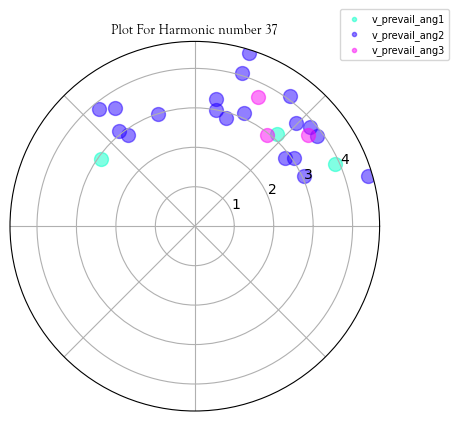 v_prevail_ang1
v_prevail_ang2
v_prevail_ang3
Plot For Harmonic number 37
4
3
2
1